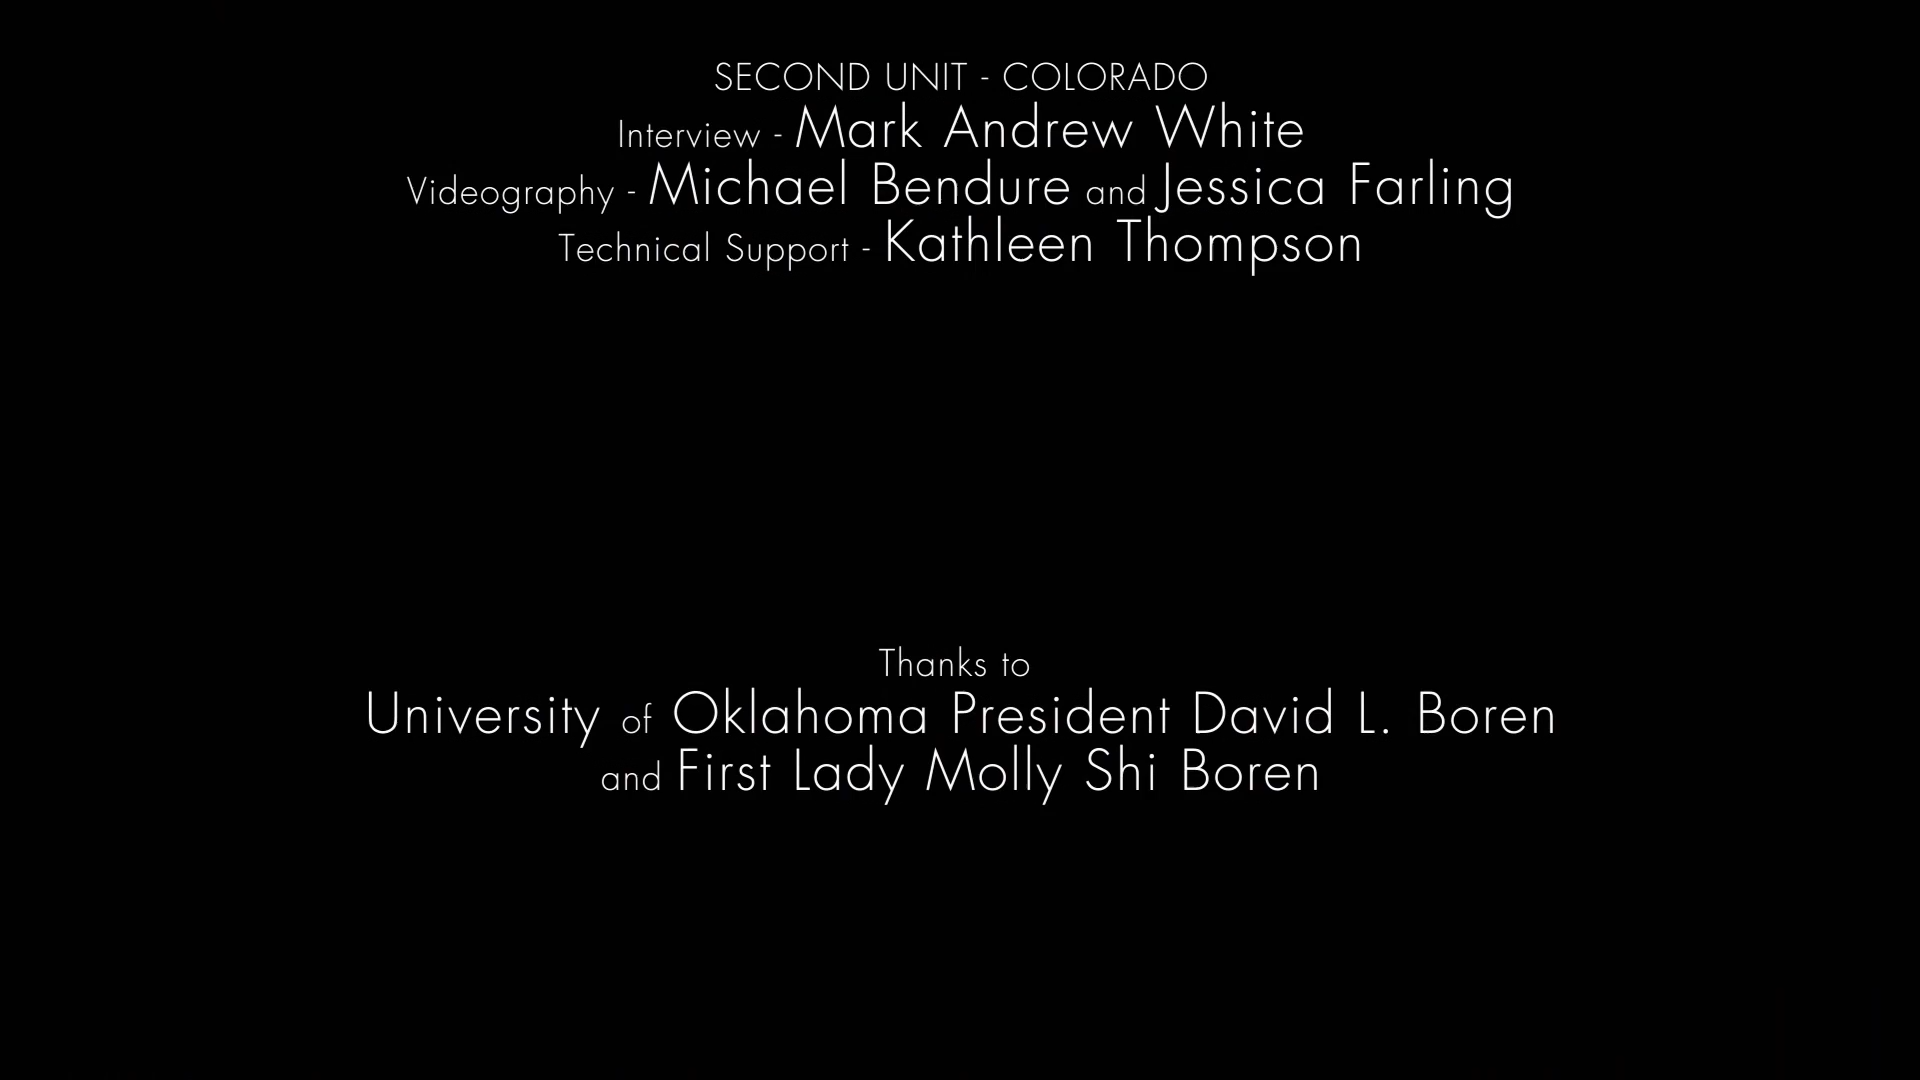 SECOND UNIT - COLORADO
Interview - Mark Andrew White
Videography - Michael Bendure and Jessica Farling
Technical Support - Kathleen Thompson
Thanks to
University of Oklahoma President David L. Boren
and First Lady Molly Shi Boren